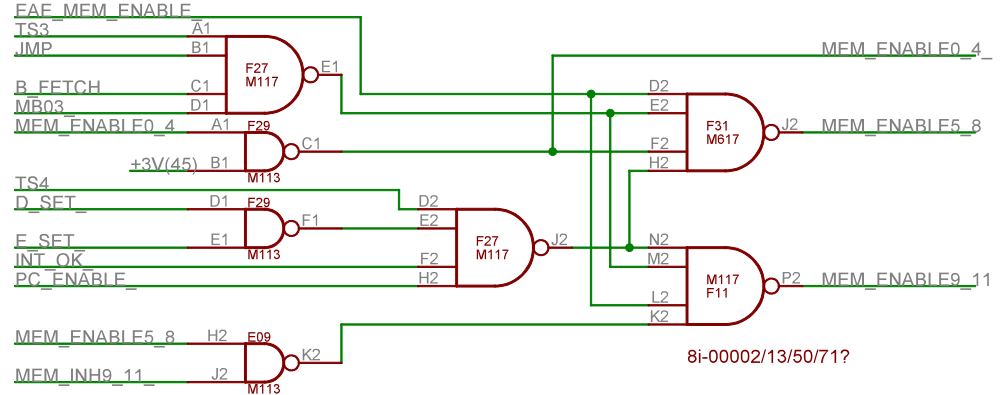 EAE_MEM_ENABLE_
TS3
A1
JMP
B1
MEM_ENABLE0_4_
F27
M117
E1
B_FETCH
C1
D2
MB03
D1
E2
MEM_ENABLE0_4
A1
F29
F31
M617
J2
MEM_ENABLE5_8
C1
F2
+3V(45)
B1
H2
M113
TS4
D_SET_
D1
F29
D2
F1
E2
E_SET_
E1
F27
M117
J2
N2
M113
INT_OK_
F2
M2
PC_ENABLE_
H2
M117
F11
P2
MEM_ENABLE9_11
L2
K2
MEM_ENABLE5_8
H2
E09
K2
8i-00002/13/50/71?
MEM_INH9_11_
J2
M113